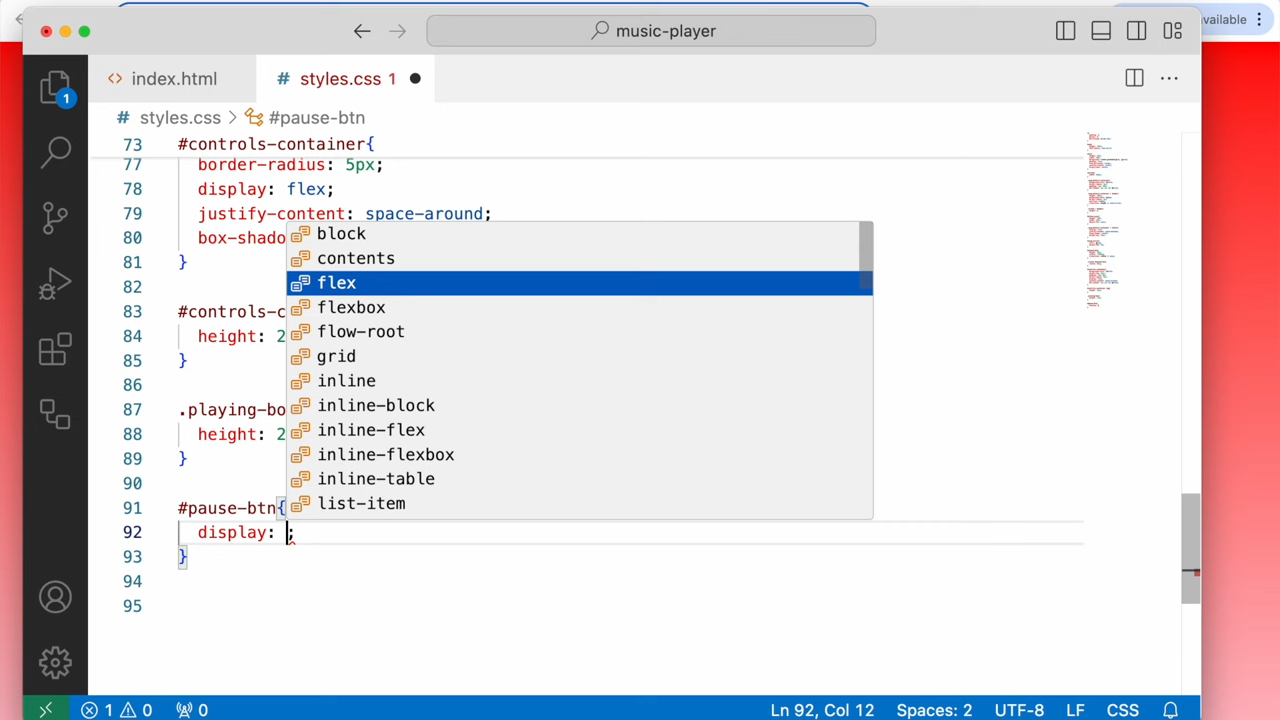 vailable
music-player
<> index.html
# styles.css 1
# styles.css > #pause-btn
73 #controls-container{
77 border-radius: 5px;
78 display: flex;
79 justify-content: space-around;
80 box-shado
81 }
82
83 #controls-c
84 height: 2
85 }
86
87 .playing-bo
88 height: 2
89 }
90
91 #pause-btn{
92 display: ;
93 }
94
95
block
contents
flex
flexbox
flow-root
grid
inline
inline-block
inline-flex
inline-flexbox
inline-table
list-item
1
1 0 0
Ln 92, Col 12
Spaces: 2
UTF-8
LF
CSS